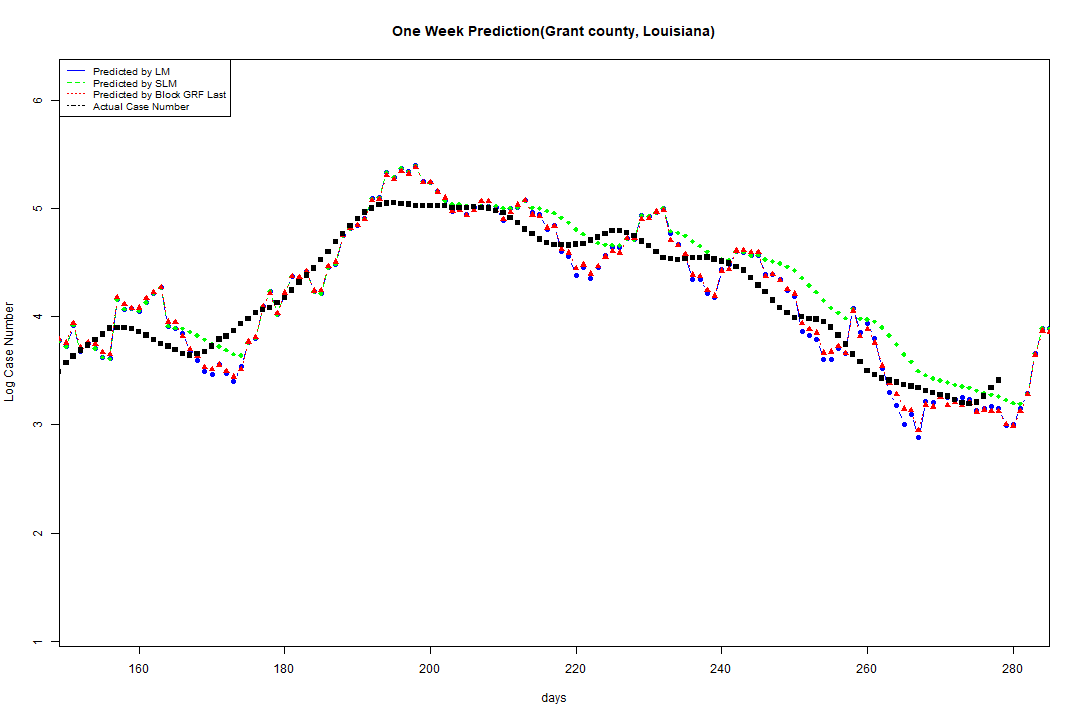 One Week Prediction(Grant county, Louisiana)
Predicted by LM
Predicted by SLM
Predicted by Block GRF Last
Actual Case Number
6
5
4
3
2
1
Log Case Number
160 180 200 220 240 260 280
days